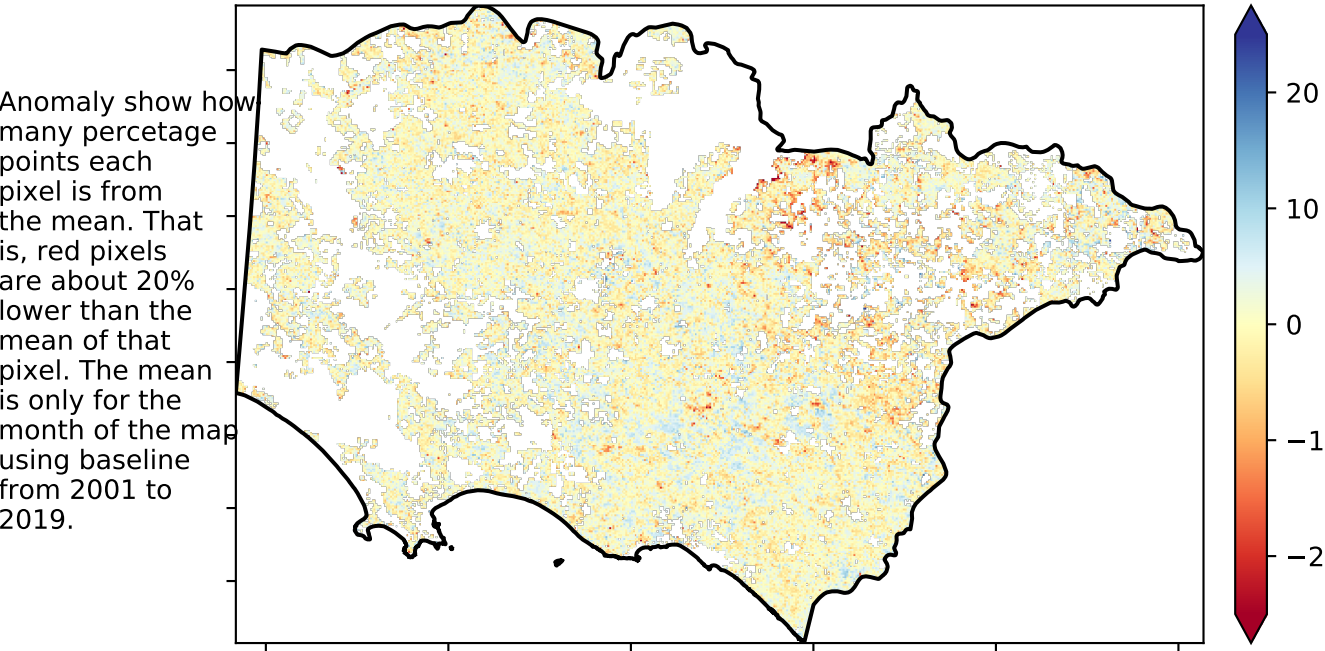 Anomaly show how
many percetage
points each
pixel is from
the mean. That
is, red pixels
are about 20%
lower than the
mean of that
pixel. The mean
is only for the
month of the map
using baseline
from 2001 to
2019.
20
10
0
−1
−2